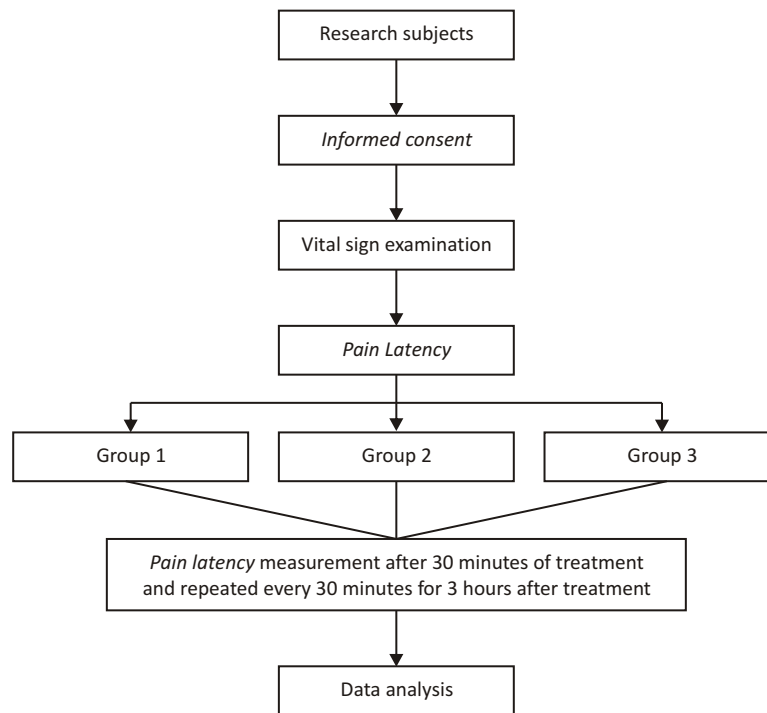 Research subjects
Informed consent
Vital sign examination
Pain Latency
Group 1
Group 2
Group 3
Pain latency measurement after 30 minutes of treatment
and repeated every 30 minutes for 3 hours after treatment
Data analysis